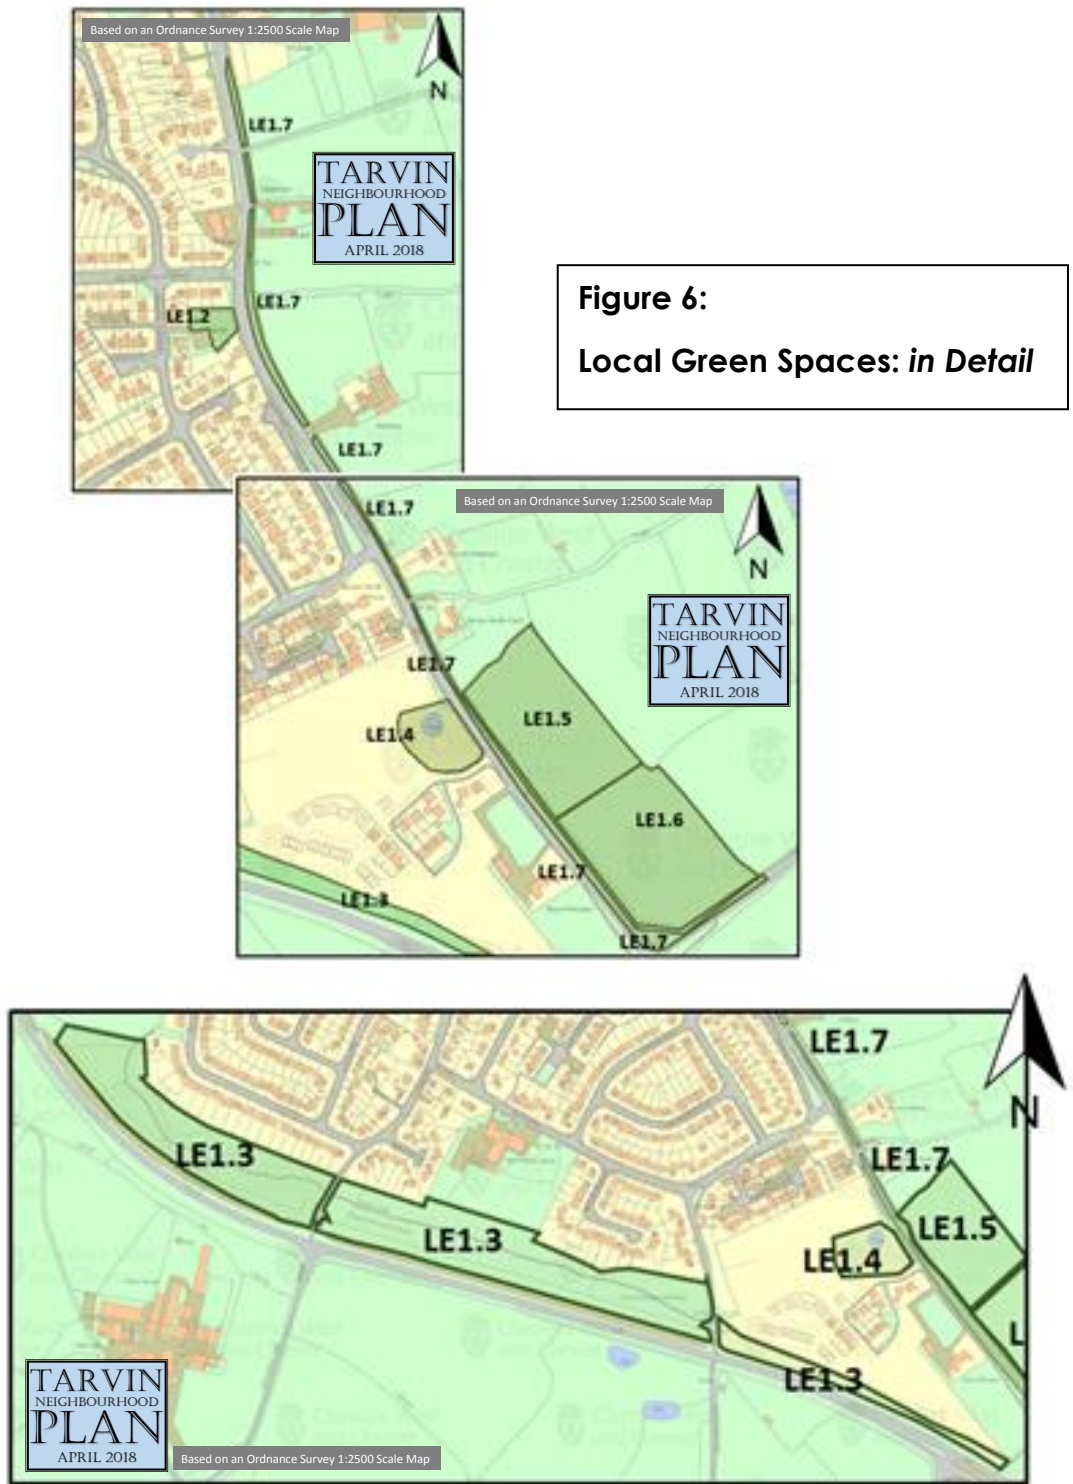 Based on an Ordnance Survey 1:2500 Scale Map
N
LE1.7
TARVIN
NEIGHBOURHOOD
PLAN
APRIL 2018
LE1.7
LE1.2
LE1.7
Figure 6:
Local Green Spaces: in Detail
Based on an Ordnance Survey 1:2500 Scale Map
LE1.7
N
TARVIN
NEIGHBOURHOOD
PLAN
APRIL 2018
LE1.7
LE1.5
LE1.4
LE1.6
LE1.7
LE1.3
LE1.7
LE1.7
N
LE1.3
LE1.7
LE1.5
LE1.3
LE1.4
L
LE1.3
TARVIN
NEIGHBOURHOOD
PLAN
APRIL 2018
Based on an Ordnance Survey 1:2500 Scale Map